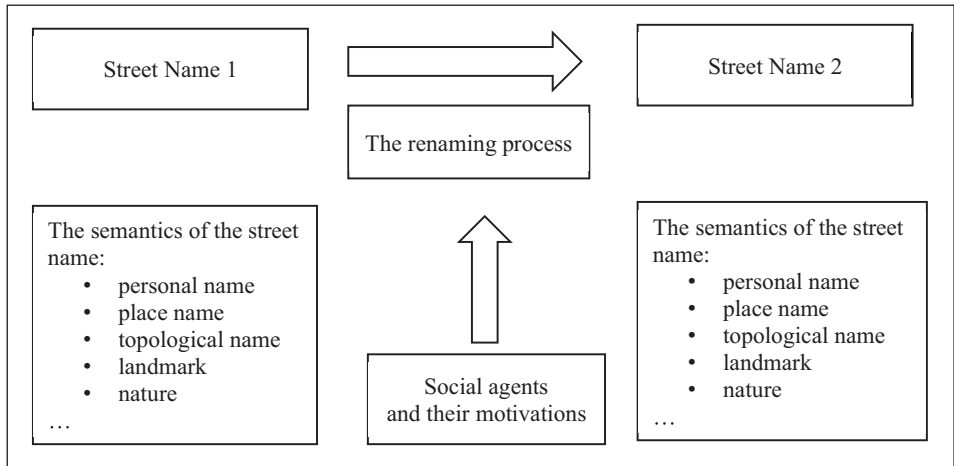 Street Name 1
Street Name 2
The renaming process
The semantics of the street
name:
• personal name
• place name
• topological name
• landmark
• nature
…
Social agents
and their motivations
The semantics of the street
name:
• personal name
• place name
• topological name
• landmark
• nature
…